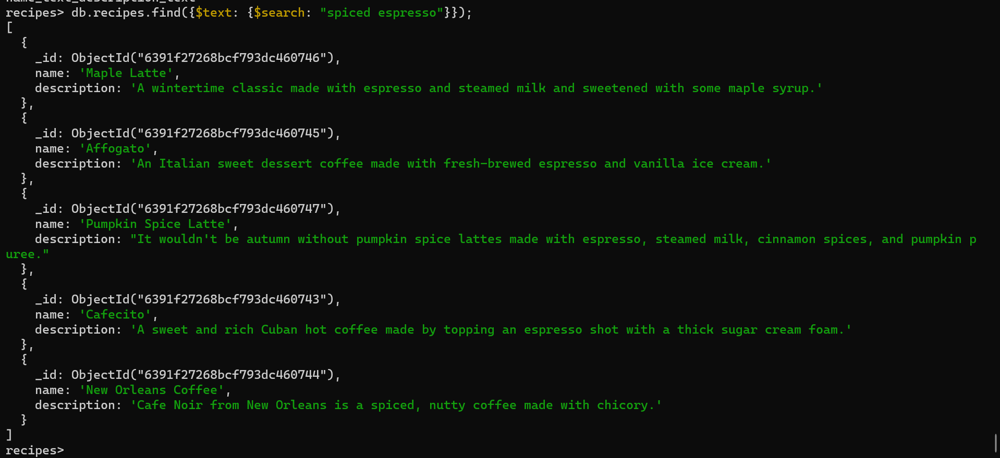 name_text_description_text
recipes> db.recipes.find({$text: {$search: "spiced espresso"}});
[
  {
    _id: ObjectId("6391f27268bcf793dc460746"),
    name: 'Maple Latte',
    description: 'A wintertime classic made with espresso and steamed milk and sweetened with some maple syrup.'
  },
  {
    _id: ObjectId("6391f27268bcf793dc460745"),
    name: 'Affogato',
    description: 'An Italian sweet dessert coffee made with fresh-brewed espresso and vanilla ice cream.'
  },
  {
    _id: ObjectId("6391f27268bcf793dc460747"),
    name: 'Pumpkin Spice Latte',
    description: "It wouldn't be autumn without pumpkin spice lattes made with espresso, steamed milk, cinnamon spices, and pumpkin p
uree."
  },
  {
    _id: ObjectId("6391f27268bcf793dc460743"),
    name: 'Cafecito',
    description: 'A sweet and rich Cuban hot coffee made by topping an espresso shot with a thick sugar cream foam.'
  },
  {
    _id: ObjectId("6391f27268bcf793dc460744"),
    name: 'New Orleans Coffee',
    description: 'Cafe Noir from New Orleans is a spiced, nutty coffee made with chicory.'
  }
]
recipes>